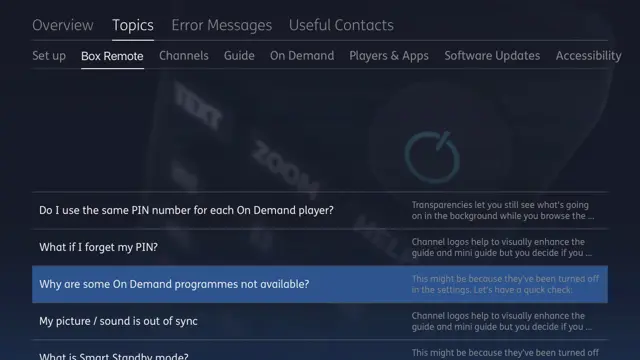 Overview Topics Error Messages Useful Contacts
Set up Box Remote Channels Guide On Demand Players & Apps Software Updates Accessibility
TEXT
ZOOM
HELP
Do I use the same PIN number for each On Demand player?
Transparencies let you still see what's going
on in the background while you browse the ...
What if I forget my PIN?
Channel logos help to visually enhance the
guide and mini guide but you decide if you ...
Why are some On Demand programmes not available?
This might be because they've been turned off
in the settings. Let's have a quick check:
My picture / sound is out of sync
Channel logos help to visually enhance the
guide and mini guide but you decide if you ...
What is Smart Standby mode?
This might be because they've been turned off